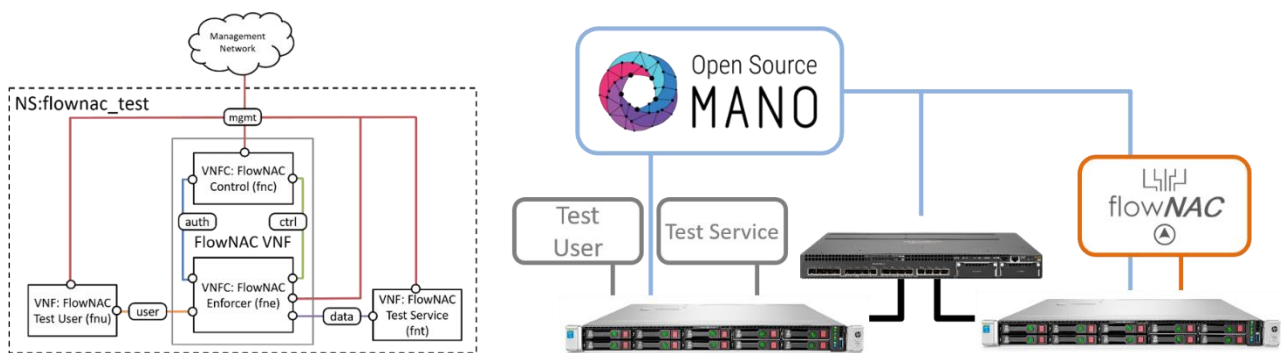 Management
Network
NS:flownac_test
mgmt
VNFC: FlowNAC
Control (fnc)
auth
ctrl
FlowNAC VNF
VNFC: FlowNAC
Enforcer (fne)
VNF: FlowNAC
Test User (fnu)
user
data
VNF: FlowNAC
Test Service
(fnt)
Open Source
MANO
Test
User
Test Service
flowNAC